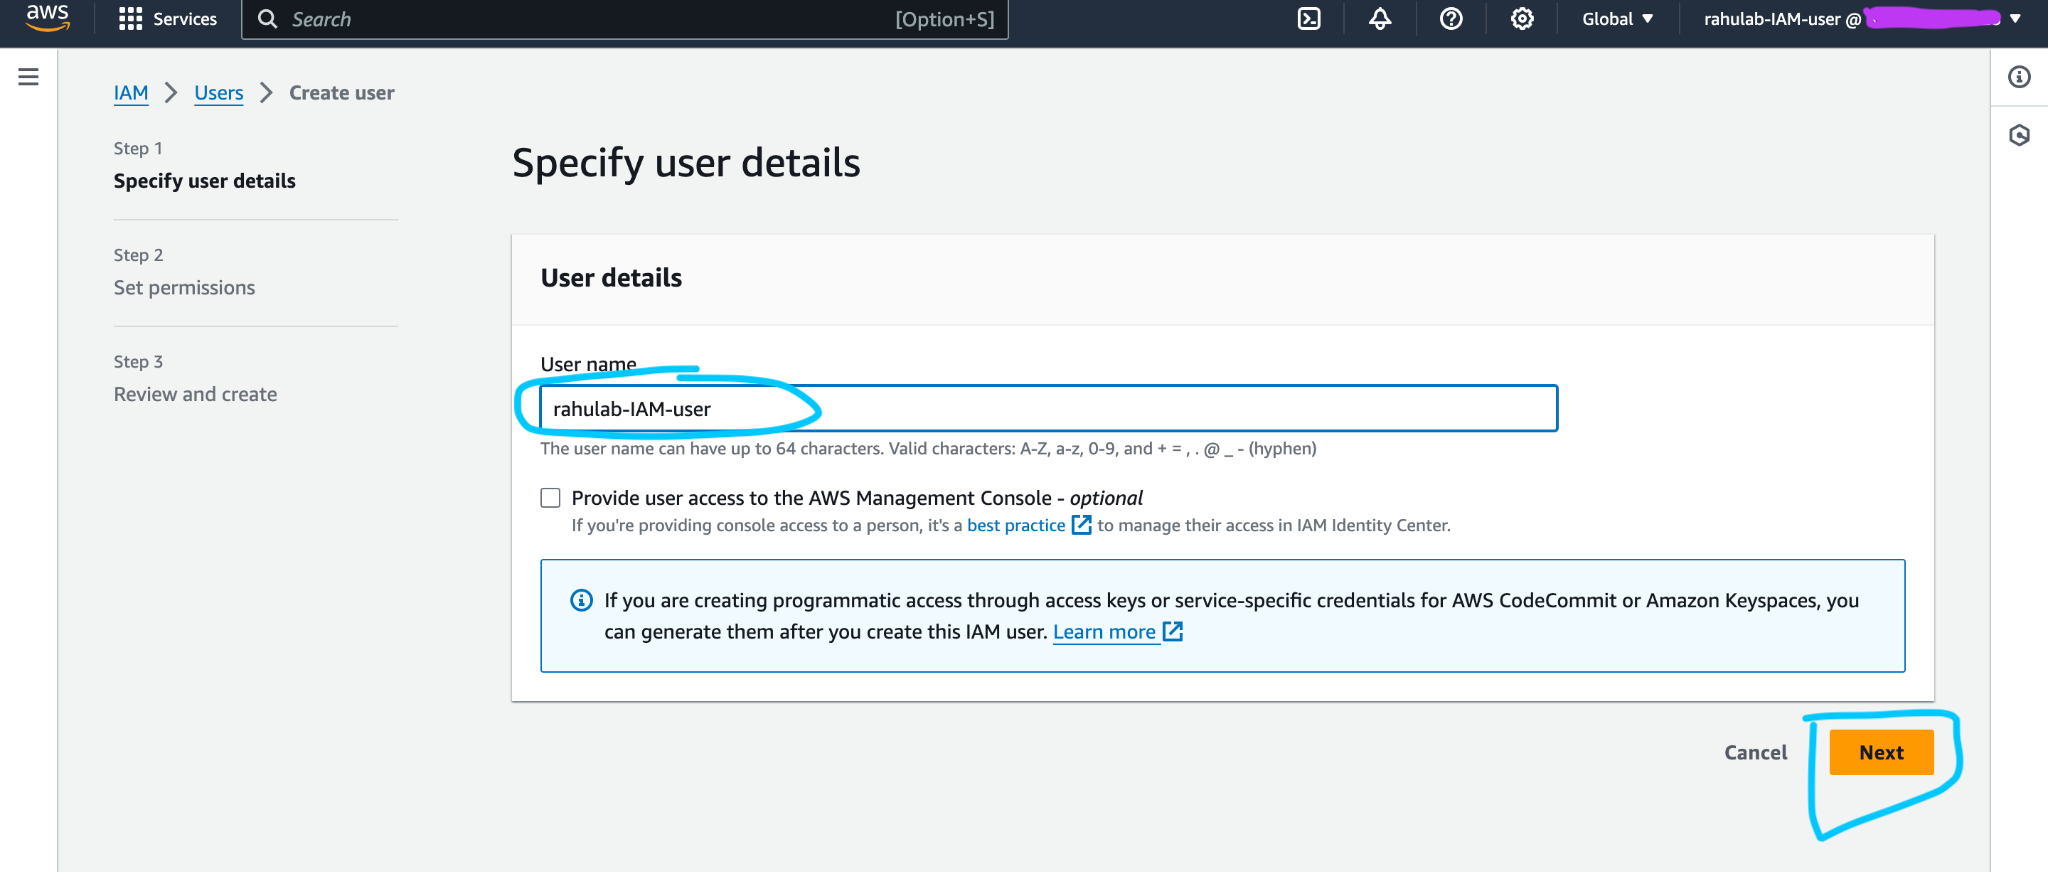 aws
Services
Search
[Option+S]
Global
rahulab-IAM-user @
IAM
Users
Create user
Step 1
Specify user details
Step 2
Set permissions
Step 3
Review and create
Specify user details
User details
User name
rahulab-IAM-user
The user name can have up to 64 characters. Valid characters: A-Z, a-z, 0-9, and + = , . @ _ - (hyphen)
Provide user access to the AWS Management Console - optional
If you're providing console access to a person, it's a best practice to manage their access in IAM Identity Center.
If you are creating programmatic access through access keys or service-specific credentials for AWS CodeCommit or Amazon Keyspaces, you
can generate them after you create this IAM user. Learn more
Cancel
Next